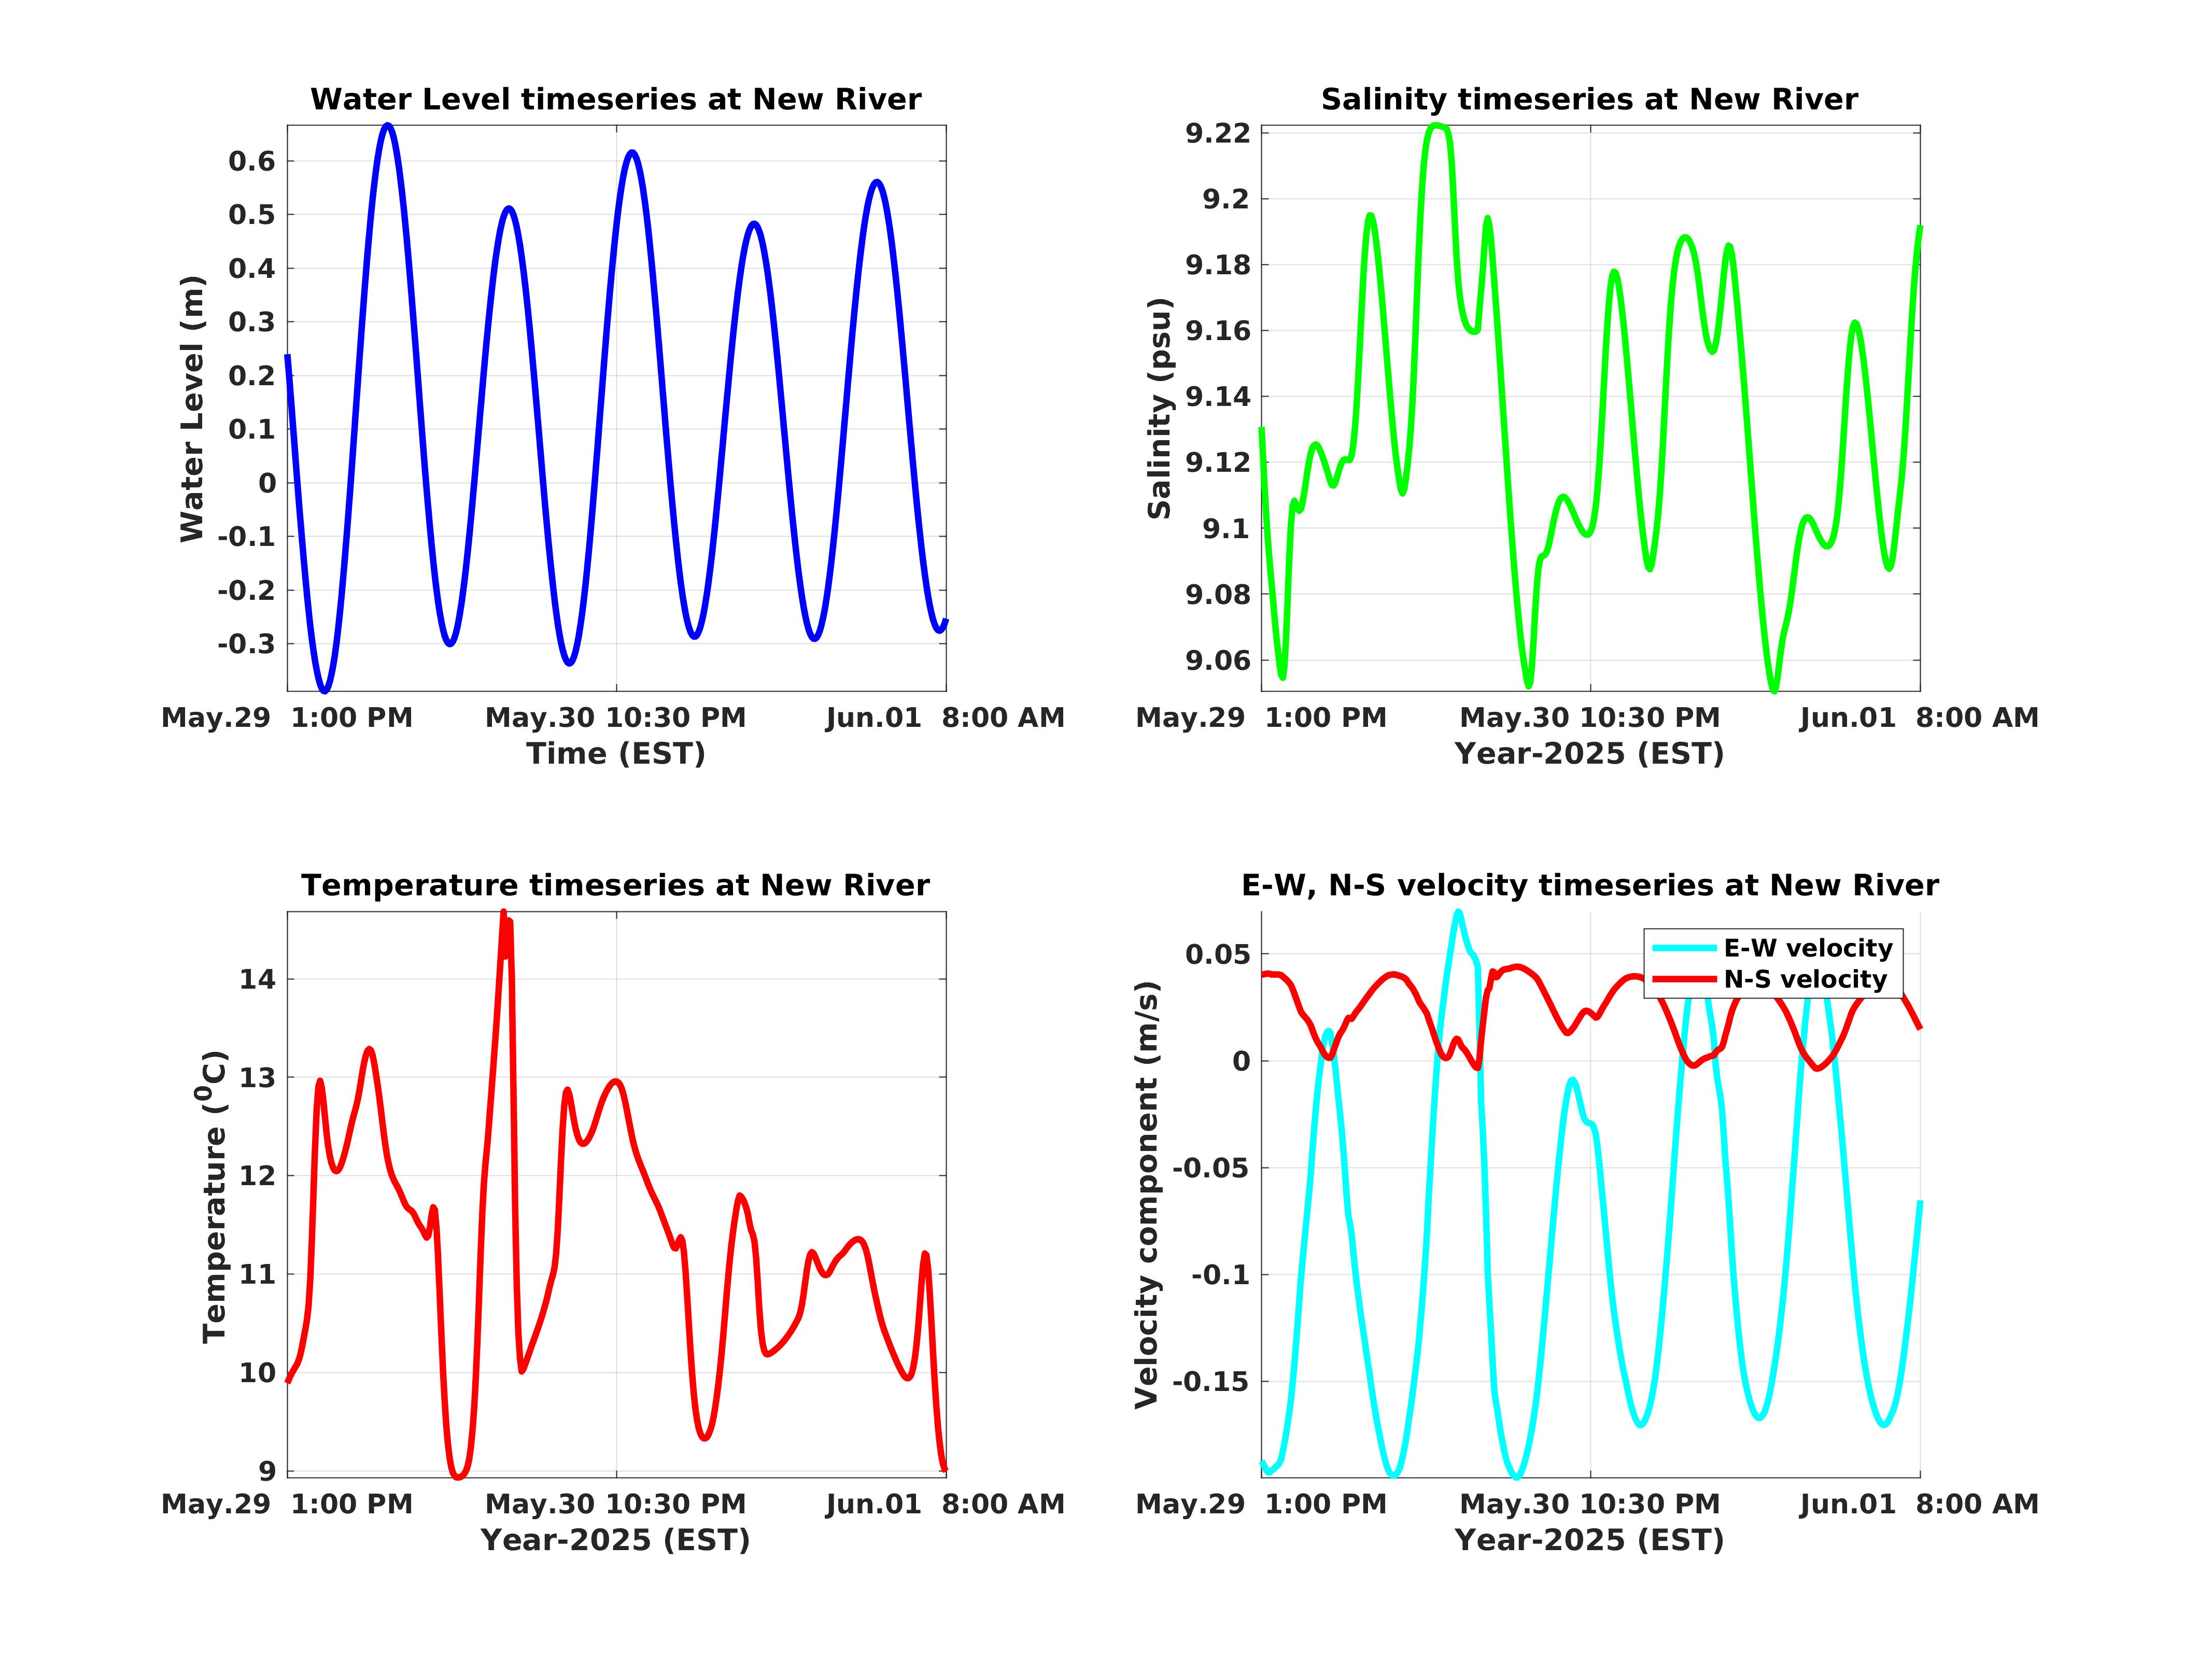 Water Level timeseries at New River
Water Level (m)
0.6
0.5
0.4
0.3
0.2
0.1
0
-0.1
-0.2
-0.3
May.29 1:00 PM
May.30 10:30 PM
Jun.01 8:00 AM
Time (EST)
Salinity timeseries at New River
Salinity (psu)
9.22
9.2
9.18
9.16
9.14
9.12
9.1
9.08
9.06
May.29 1:00 PM
May.30 10:30 PM
Jun.01 8:00 AM
Year-2025 (EST)
Temperature timeseries at New River
Temperature (⁰C)
14
13
12
11
10
9
May.29 1:00 PM
May.30 10:30 PM
Jun.01 8:00 AM
Year-2025 (EST)
E-W, N-S velocity timeseries at New River
Velocity component (m/s)
0.05
0
-0.05
-0.1
-0.15
E-W velocity
N-S velocity
May.29 1:00 PM
May.30 10:30 PM
Jun.01 8:00 AM
Year-2025 (EST)